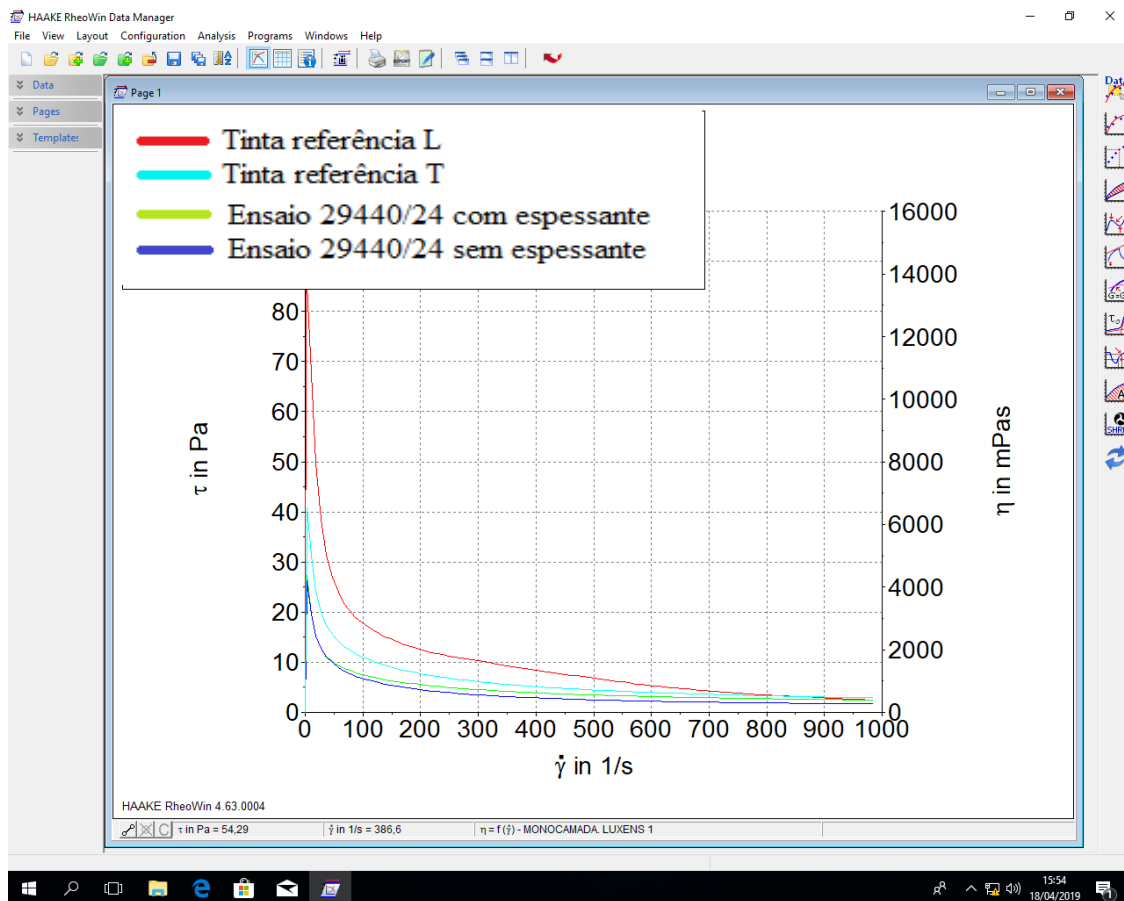 HAAKE RheoWin Data Manager
File View Layout Configuration Analysis Programs Windows Help
Data
Pages
Templates
Page 1
Tinta referência L
Tinta referência T
Ensaio 29440/24 com espessante
Ensaio 29440/24 sem espessante
80
70
60
50
40
30
20
10
0
τ in Pa
16000
14000
12000
10000
8000
6000
4000
2000
0
η in mPas
0 100 200 300 400 500 600 700 800 900 1000
γ̇ in 1/s
HAAKE RheoWin 4.63.0004
τ in Pa = 54,29
γ̇ in 1/s = 386,6
η = f (γ̇) - MONOCAMADA. LUXENS 1
15:54
18/04/2019